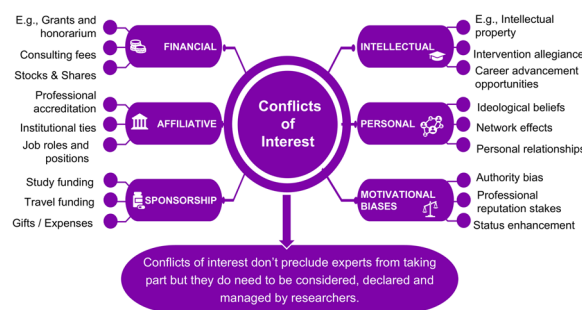 E.g., Grants and
honorarium
Consulting fees
Stocks & Shares
FINANCIAL
Professional
accreditation
Institutional ties
Job roles and
positions
AFFILIATIVE
Study funding
Travel funding
Gifts / Expenses
SPONSORSHIP
Conflicts
of
Interest
INTELLECTUAL
E.g., Intellectual
property
Intervention allegiance
Career advancement
opportunities
PERSONAL
Ideological beliefs
Network effects
Personal relationships
MOTIVATIONAL
BIASES
Authority bias
Professional
reputation stakes
Status enhancement
Conflicts of interest don’t preclude experts from taking
part but they do need to be considered, declared and
managed by researchers.